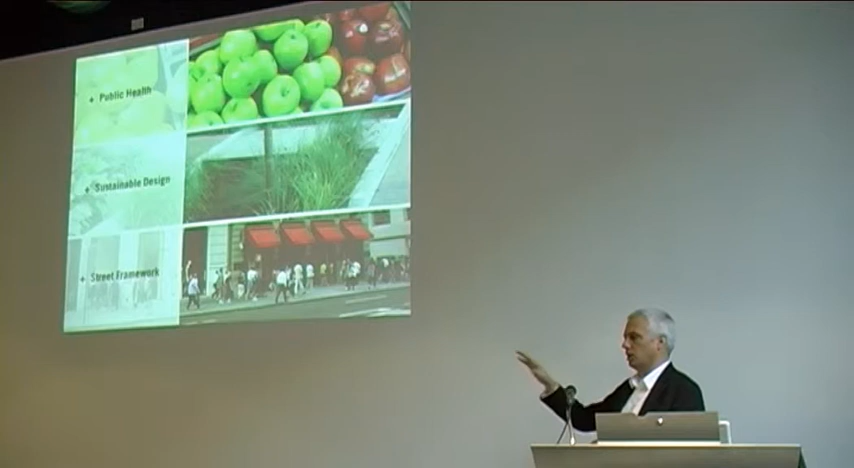 + Public Health
+ Sustainable Design
+ Street Framework